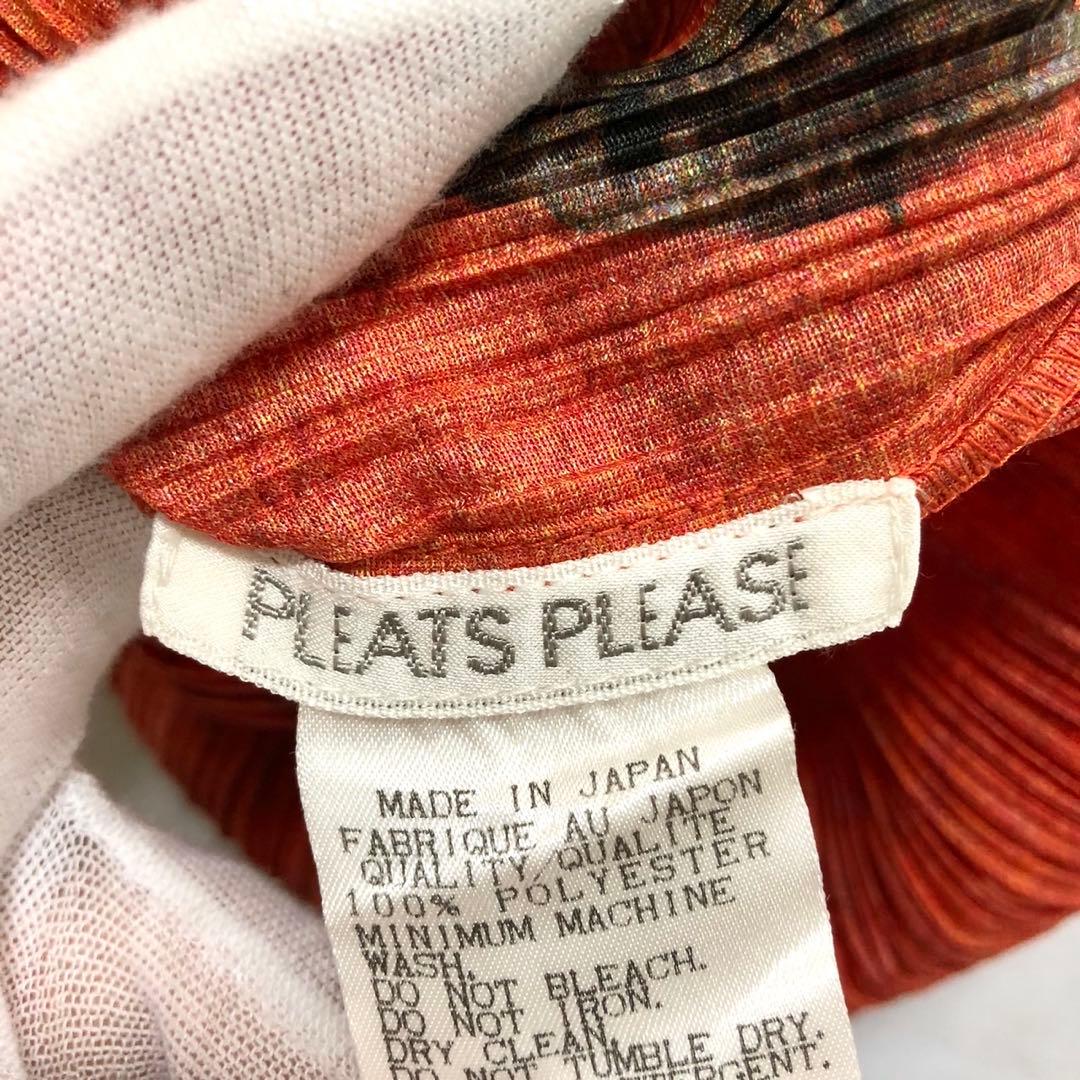 PLEATS PLEASE
MADE IN JAPAN
FABRIQUE AU JAPON
QUALITY/QUALITE
100% POLYESTER
MINIMUM MACHINE
WASH.
DO NOT BLEACH.
DO NOT IRON.
DRY CLEAN
DO NOT TUMBLE DRY.